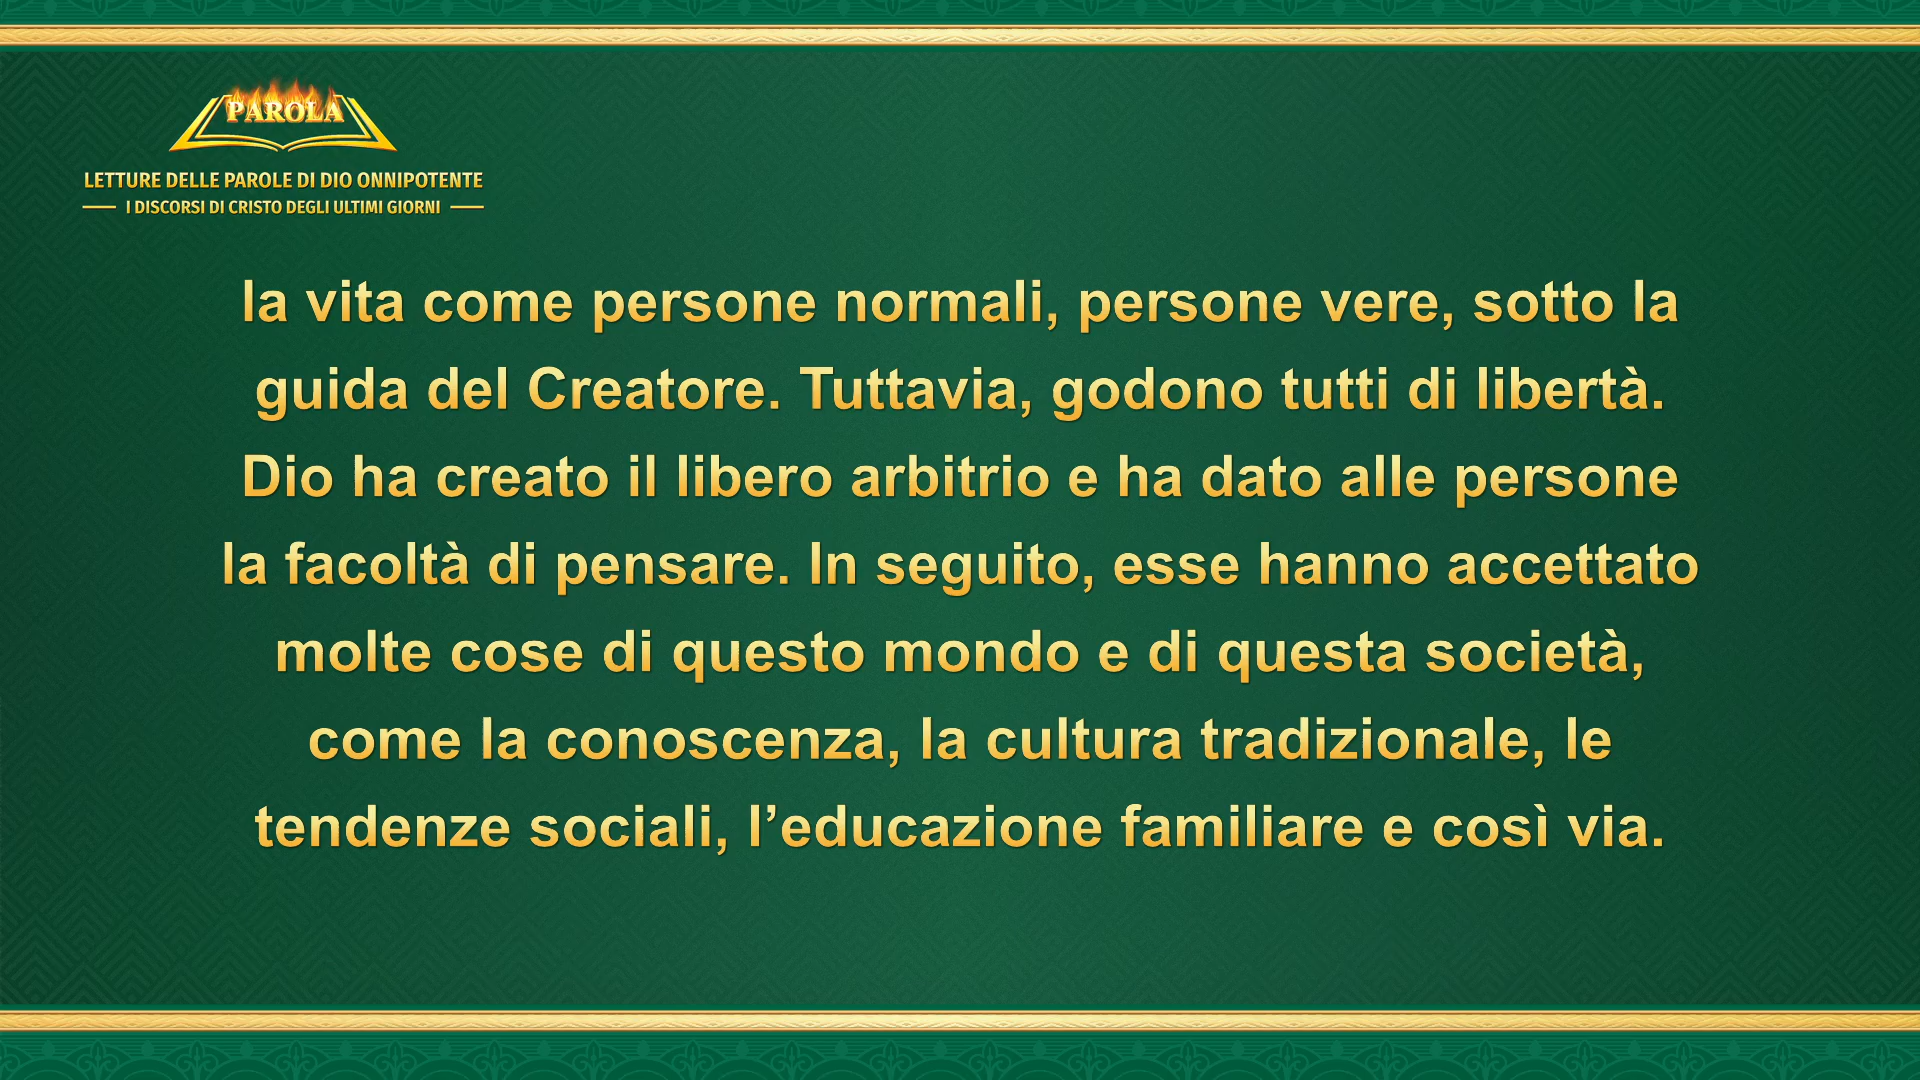 PAROLA
LETTURE DELLE PAROLE DI DIO ONNIPOTENTE
I DISCORSI DI CRISTO DEGLI ULTIMI GIORNI
la vita come persone normali, persone vere, sotto la
guida del Creatore. Tuttavia, godono tutti di libertà.
Dio ha creato il libero arbitrio e ha dato alle persone
la facoltà di pensare. In seguito, esse hanno accettato
molte cose di questo mondo e di questa società,
come la conoscenza, la cultura tradizionale, le
tendenze sociali, l’educazione familiare e così via.